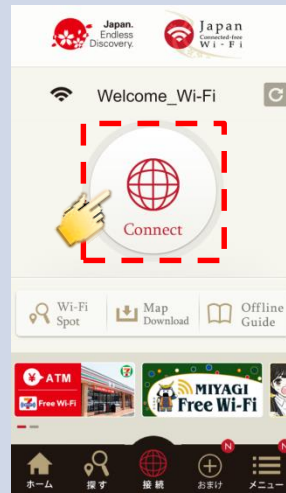 Japan.
Endless
Discovery.
Japan
Connected-free
Wi-Fi
Welcome_Wi-Fi
Connect
Wi-Fi
Spot
Map
Download
Offline
Guide
¥ ATM
Free Wi-Fi
MIYAGI
Free Wi-Fi
N
N
ホーム
探す
接続
おまけ
メニュー